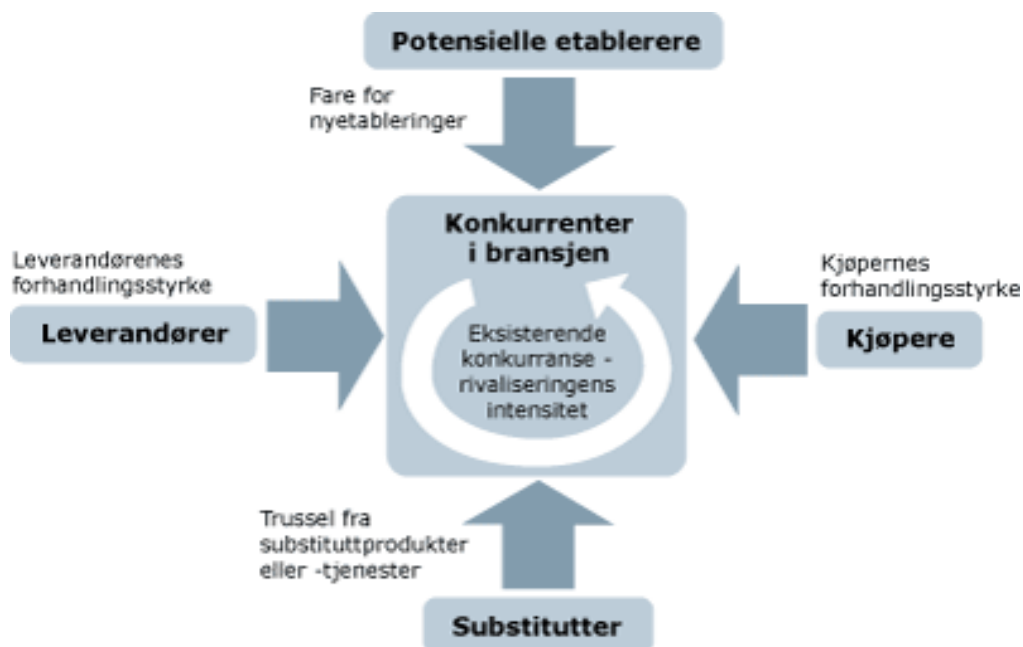 Potensielle etablerere
Fare for
nyetableringer
Konkurrenter
i bransjen
Leverandørenes
forhandlingsstyrke
Leverandører
Eksisterende
konkurranse -
rivaliseringens
intensitet
Kjøpernes
forhandlingsstyrke
Kjøpere
Trussel fra
substituttprodukter
eller -tjenester
Substitutter